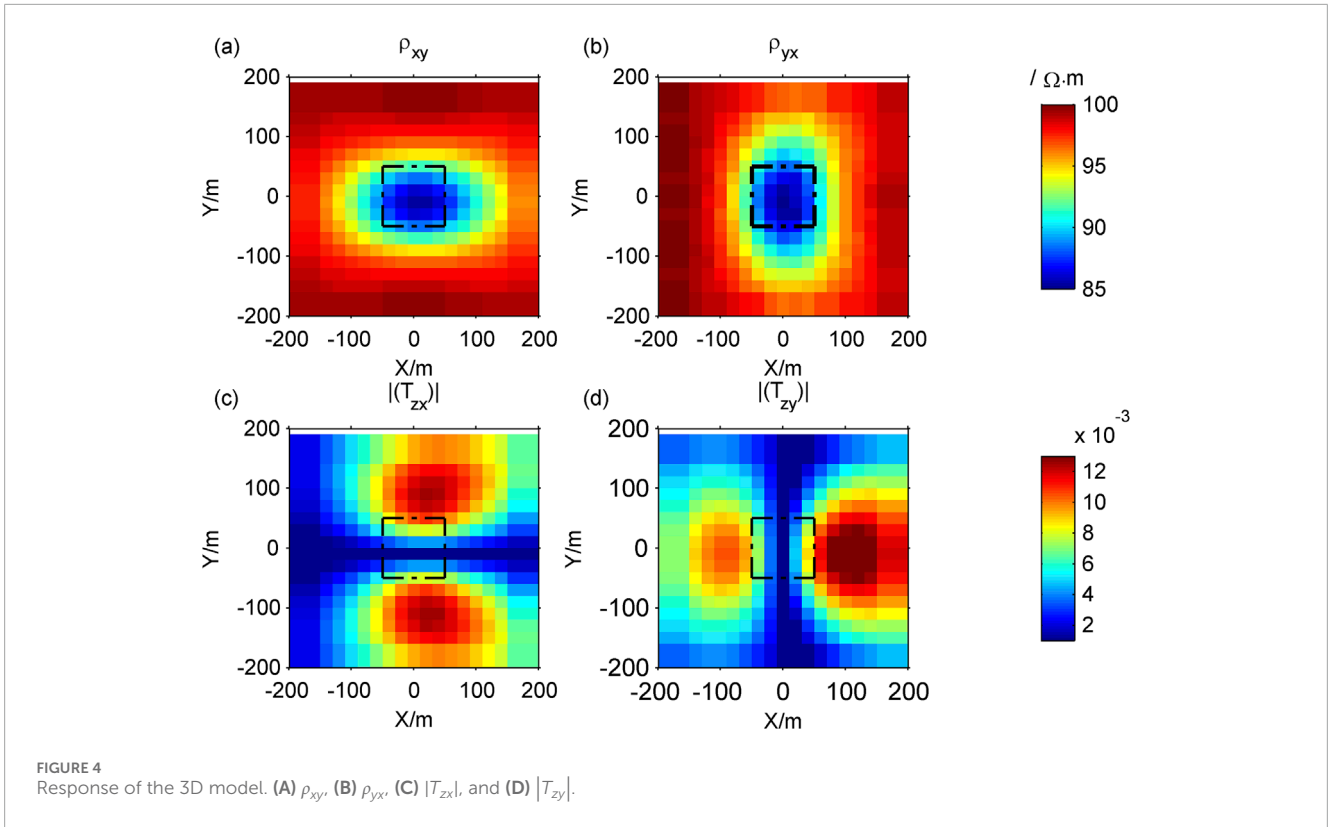 (a) ρxy (b) ρyx
/ Ω·m
200 200
100 100
0 0
-100 -100
-200 -200
Y/m Y/m
-200 -100 0 100 200 -200 -100 0 100 200
X/m X/m
100
95
90
85
(c) |(Tzx)| (d) |(Tzy)|
x 10-3
200 200
100 100
0 0
-100 -100
-200 -200
Y/m Y/m
-200 -100 0 100 200 -200 -100 0 100 200
X/m X/m
12
10
8
6
4
2
FIGURE 4
Response of the 3D model. (A) ρxy, (B) ρyx, (C) |Tzx|, and (D) |Tzy|.